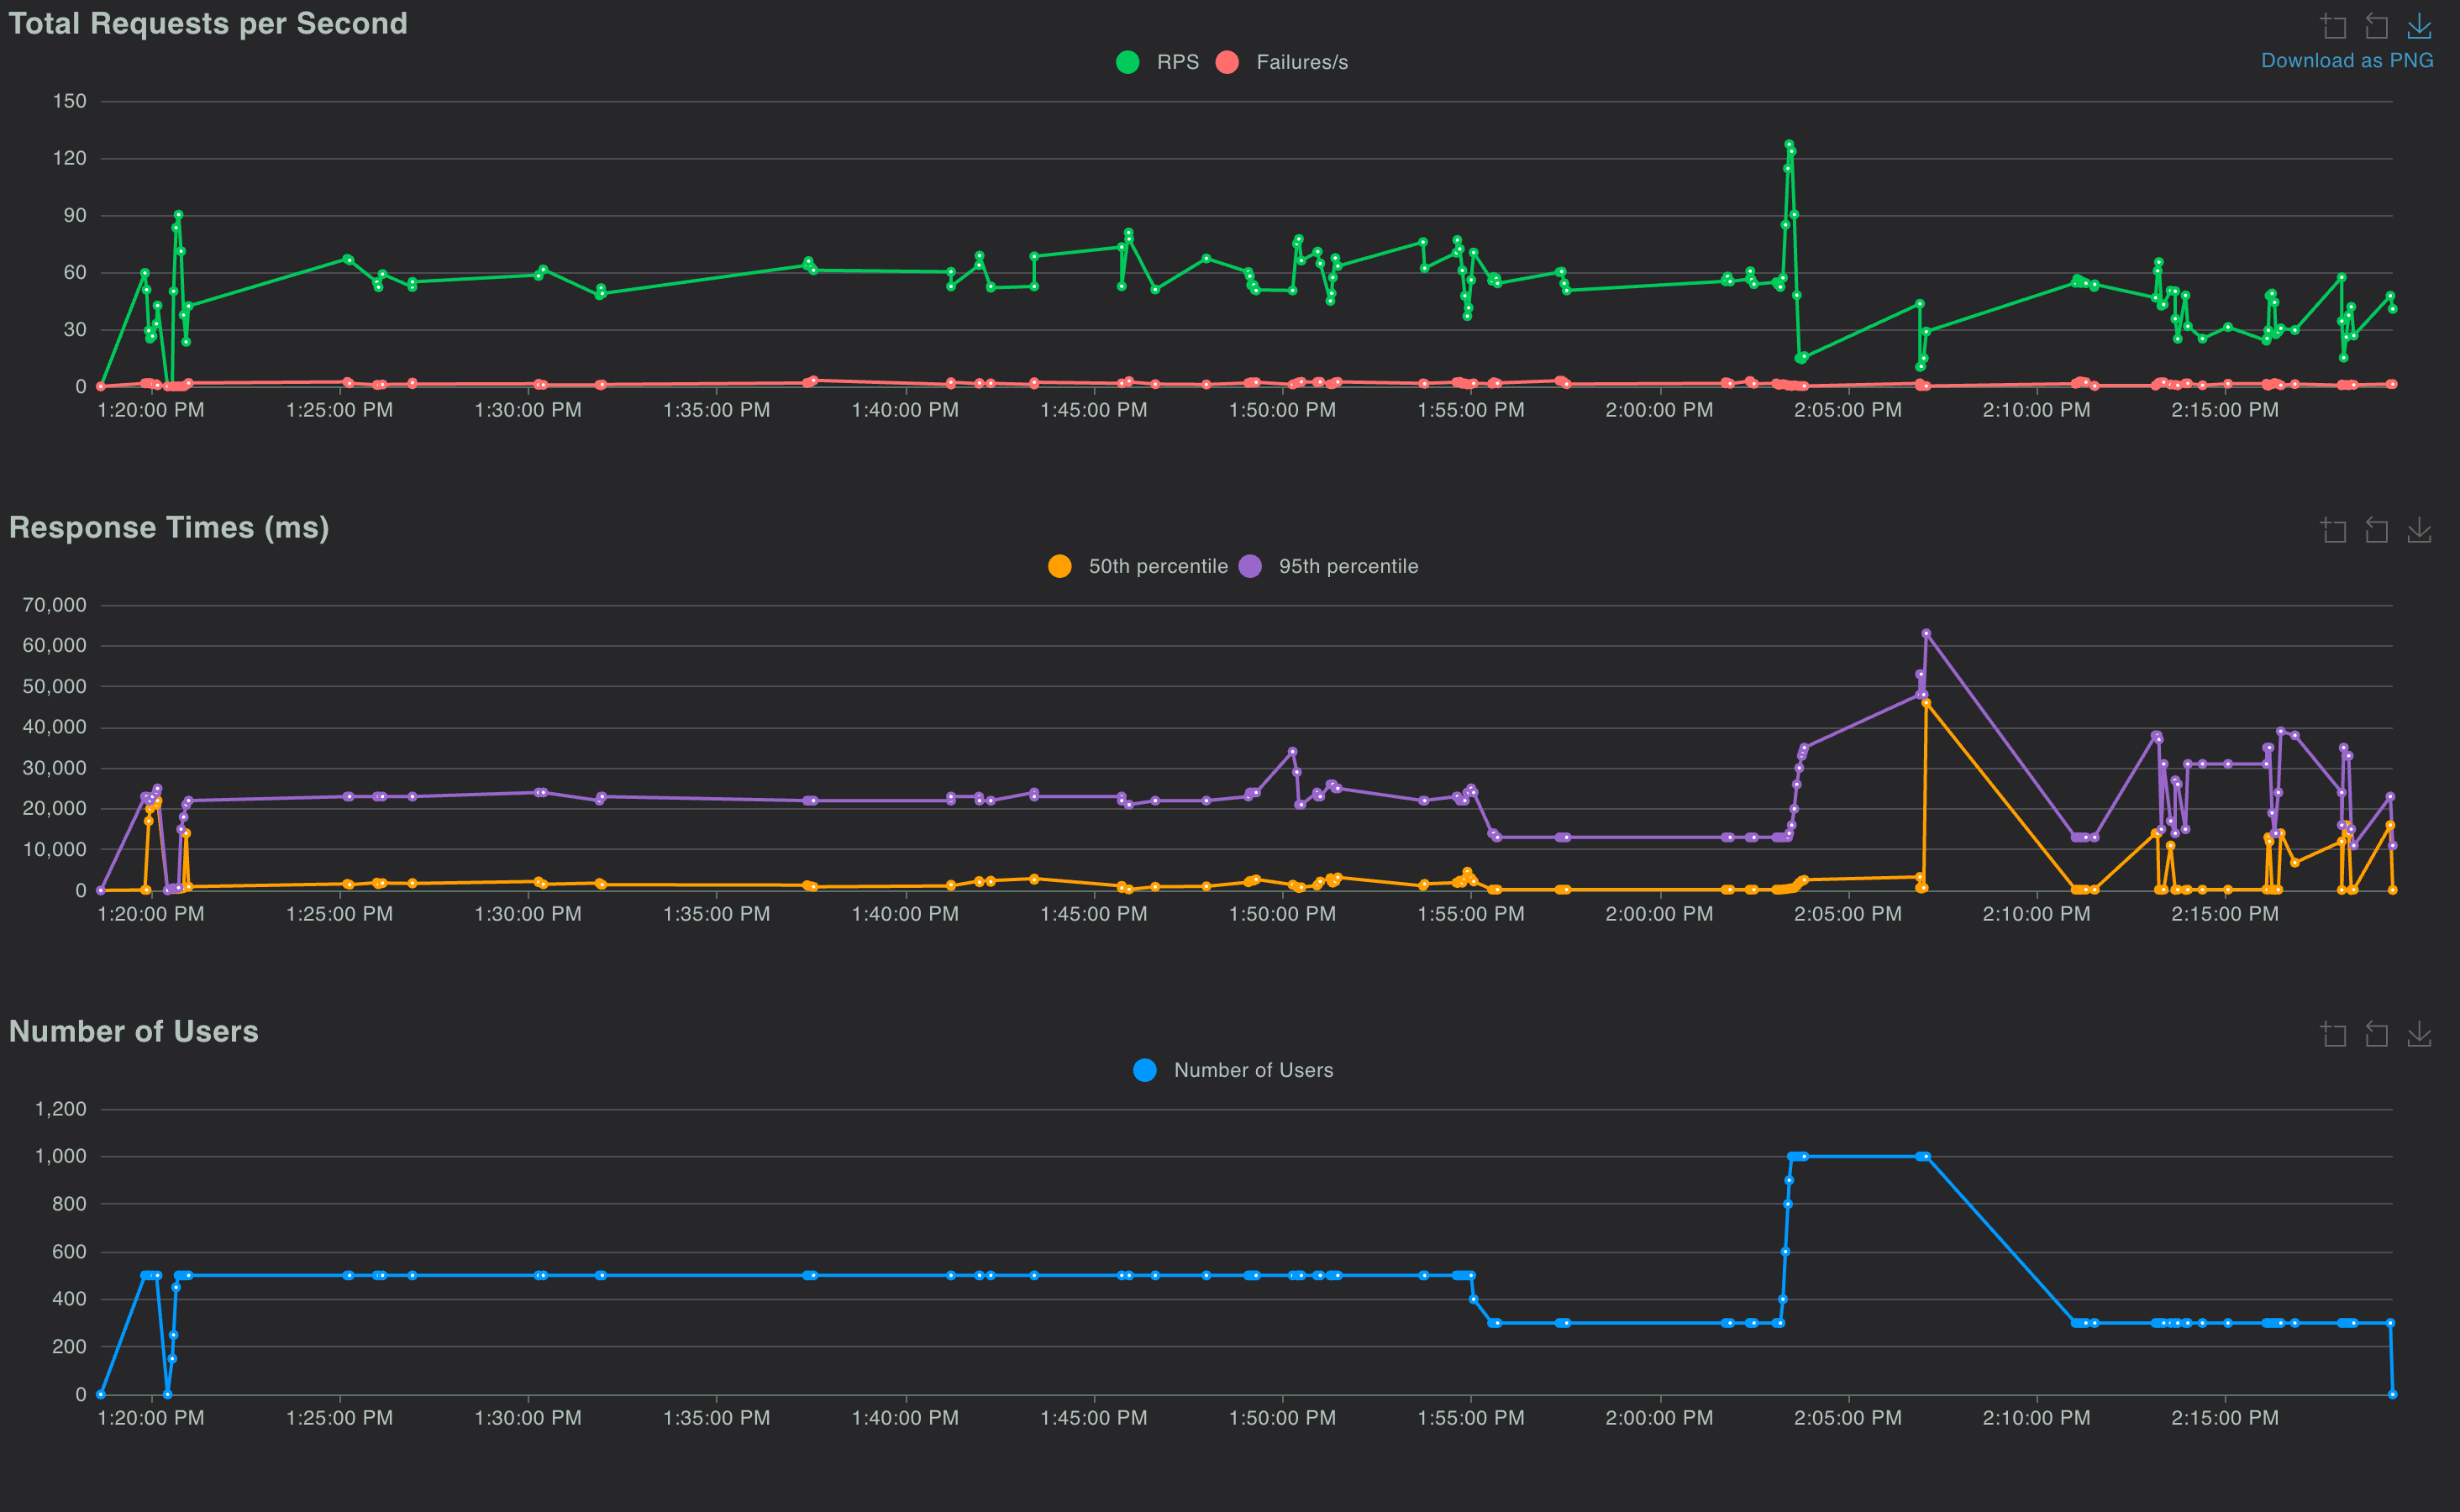 Total Requests per Second
RPS Failures/s
Download as PNG
150
120
90
60
30
0
1:20:00 PM 1:25:00 PM 1:30:00 PM 1:35:00 PM 1:40:00 PM 1:45:00 PM 1:50:00 PM 1:55:00 PM 2:00:00 PM 2:05:00 PM 2:10:00 PM 2:15:00 PM
Response Times (ms)
50th percentile 95th percentile
70,000
60,000
50,000
40,000
30,000
20,000
10,000
0
1:20:00 PM 1:25:00 PM 1:30:00 PM 1:35:00 PM 1:40:00 PM 1:45:00 PM 1:50:00 PM 1:55:00 PM 2:00:00 PM 2:05:00 PM 2:10:00 PM 2:15:00 PM
Number of Users
Number of Users
1,200
1,000
800
600
400
200
0
1:20:00 PM 1:25:00 PM 1:30:00 PM 1:35:00 PM 1:40:00 PM 1:45:00 PM 1:50:00 PM 1:55:00 PM 2:00:00 PM 2:05:00 PM 2:10:00 PM 2:15:00 PM